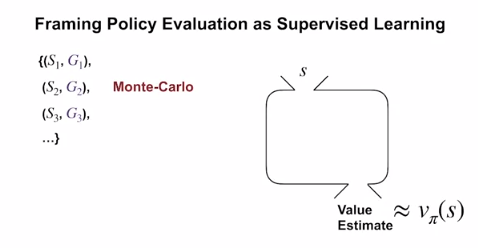 Framing Policy Evaluation as Supervised Learning
{(S₁, G₁),
(S₂, G₂), Monte-Carlo
(S₃, G₃),
...}
s
Value
Estimate ≈ vπ(s)